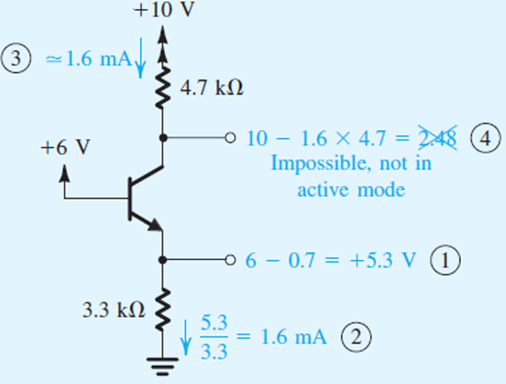 +10 V
③ ≃1.6 mA
4.7 kΩ
10 − 1.6 × 4.7 = 2.48 ④
Impossible, not in
active mode
+6 V
6 − 0.7 = +5.3 V ①
3.3 kΩ
5.3
3.3
= 1.6 mA ②